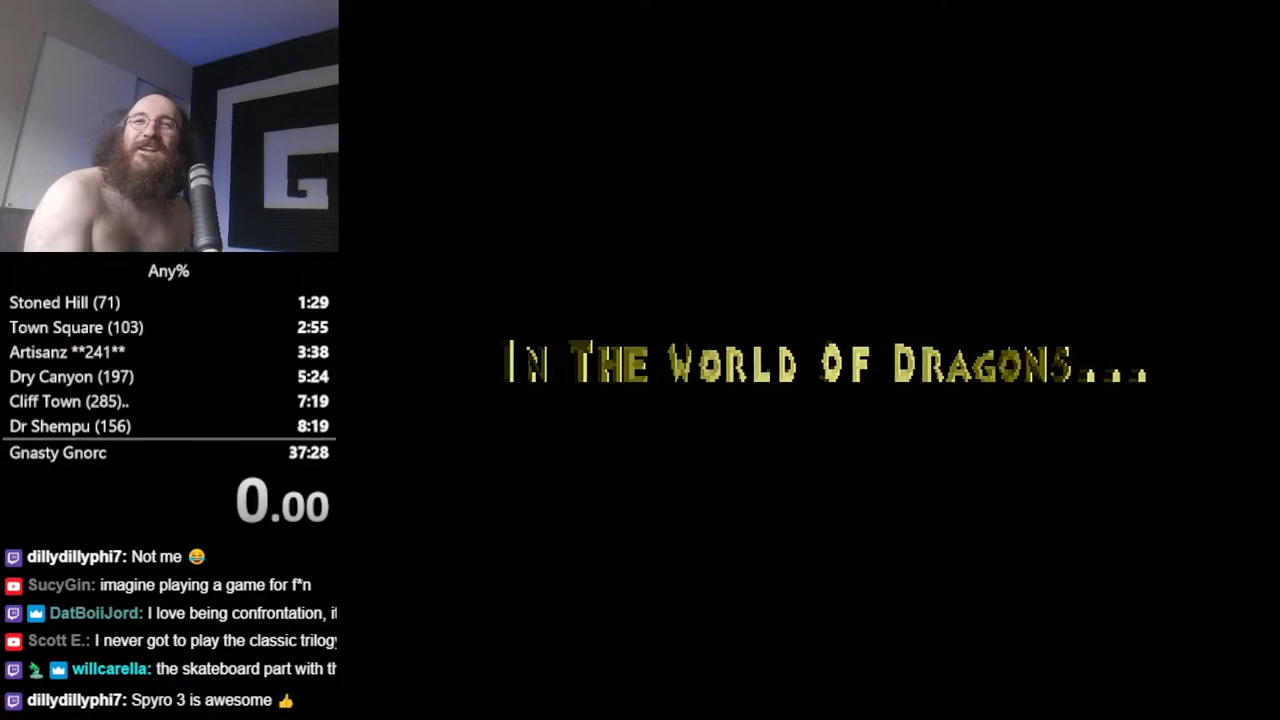 Any%
Stoned Hill (71) 1:29
Town Square (103) 2:55
Artisanz **241** 3:38
Dry Canyon (197) 5:24
Cliff Town (285).. 7:19
Dr Shempu (156) 8:19
Gnasty Gnorc 37:28
0.00
dillydillyphi7: Not me 😂
SucyGin: imagine playing a game for f*n
DatBoiiJord: I love being confrontation, it
Scott E.: I never got to play the classic trilogy
willcarella: the skateboard part with th
dillydillyphi7: Spyro 3 is awesome 👍
In The World Of Dragons...